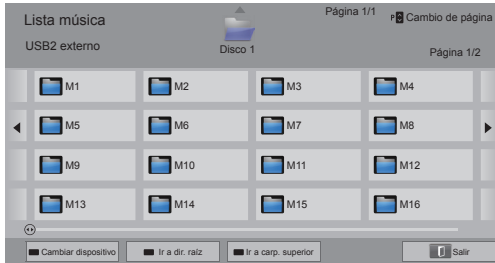 Lista música
Página 1/1
P Cambio de página
USB2 externo
Disco 1
Página 1/2
M1 M2 M3 M4
M5 M6 M7 M8
M9 M10 M11 M12
M13 M14 M15 M16
Cambiar dispositivo Ir a dir. raíz Ir a carp. superior Salir